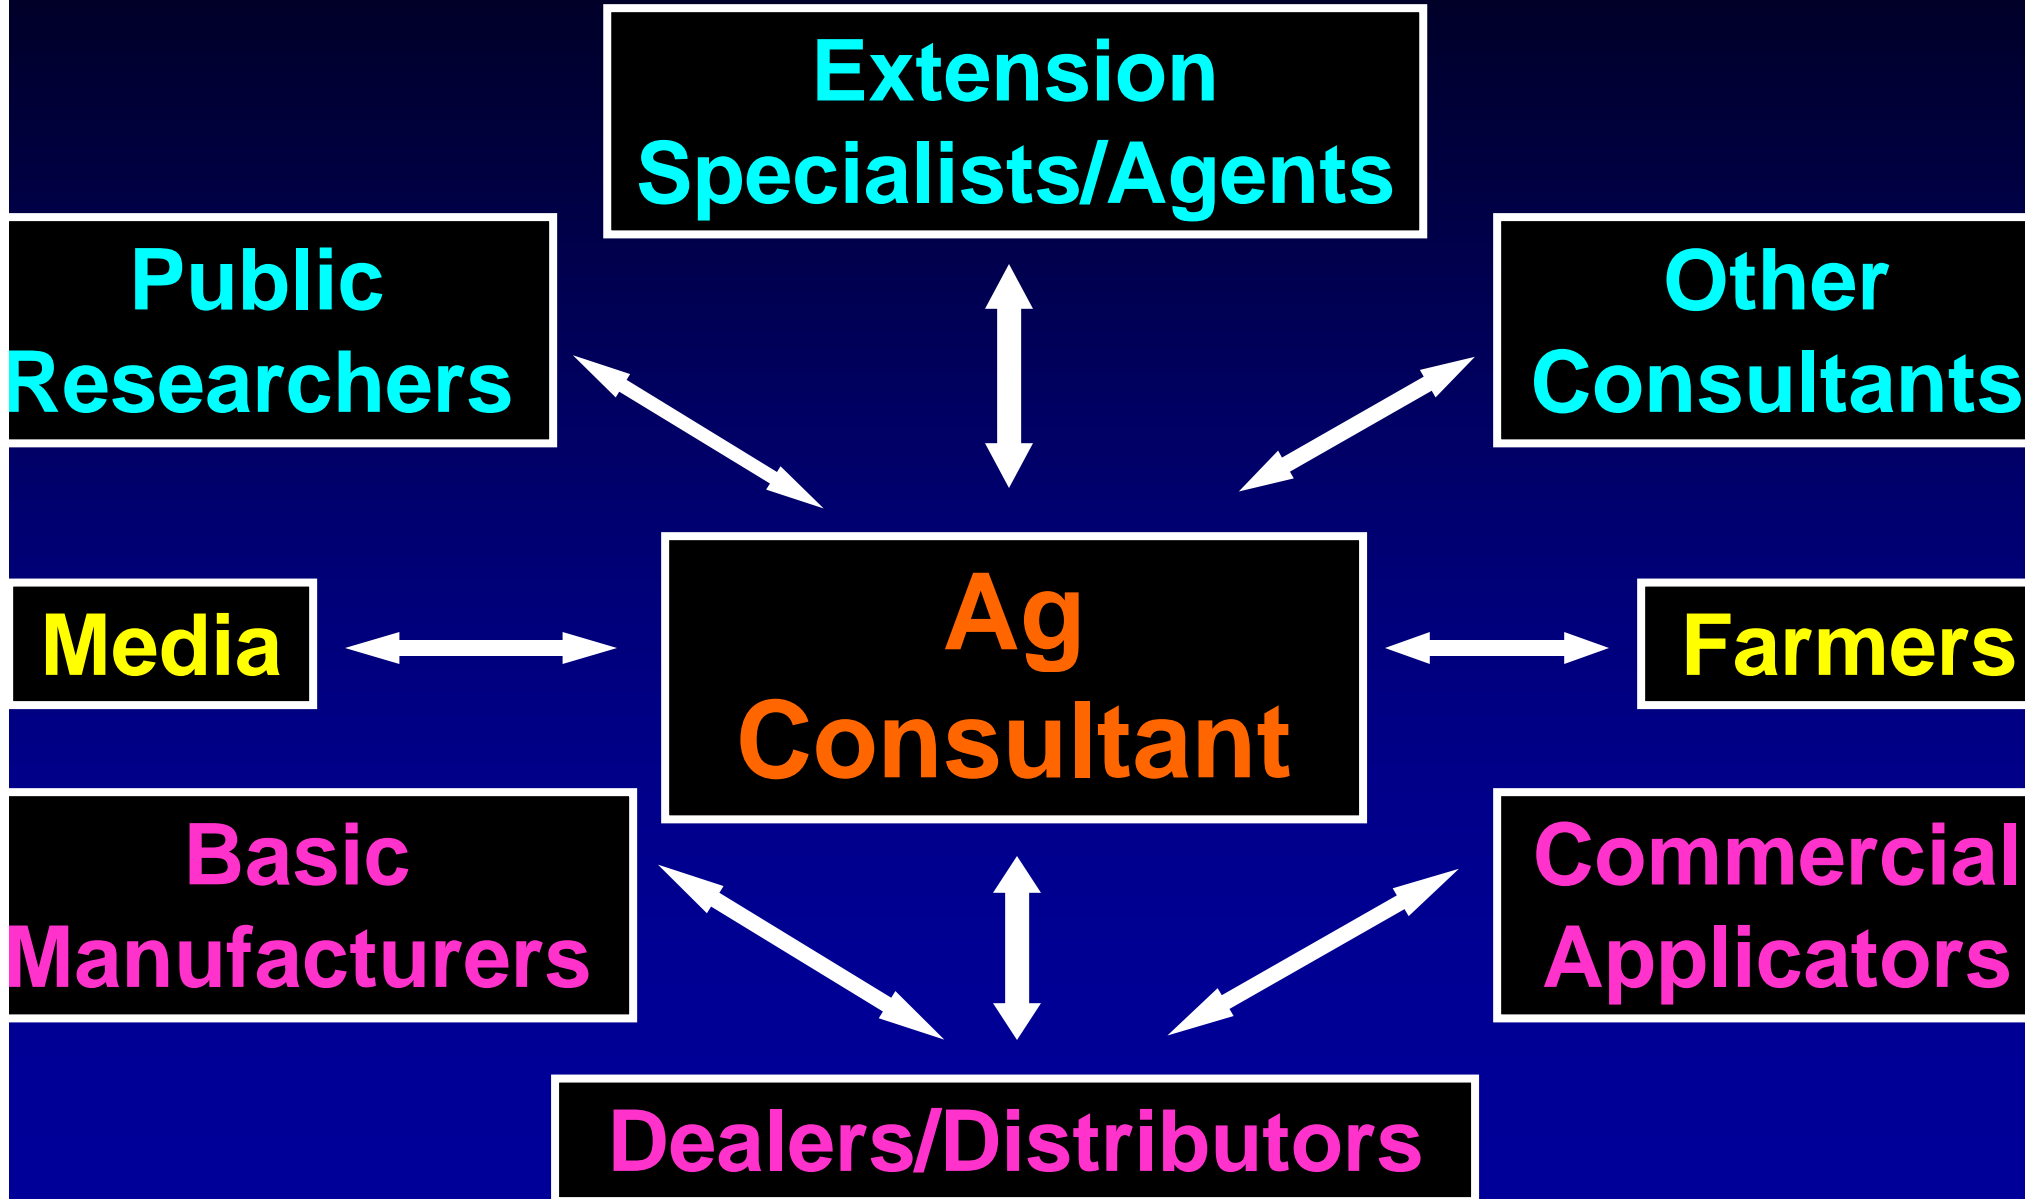 Extension
Specialists/Agents
Public
Researchers
Other
Consultants
Media
Ag
Consultant
Farmers
Basic
Manufacturers
Commercial
Applicators
Dealers/Distributors